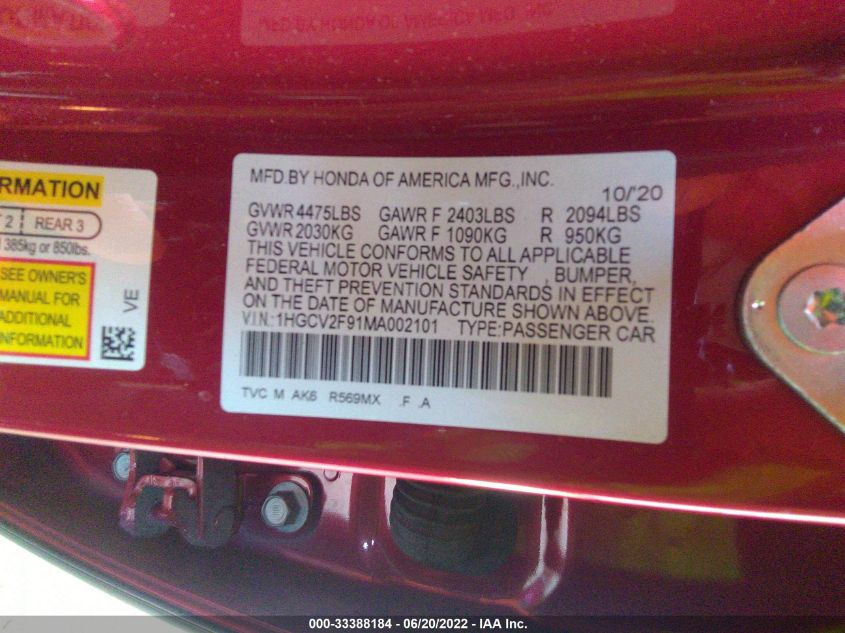 MFD.BY HONDA OF AMERICA MFG.,INC.
10/'20
GVWR 4475LBS GAWR F 2403LBS R 2094LBS
GVWR 2030KG GAWR F 1090KG R 950KG
THIS VEHICLE CONFORMS TO ALL APPLICABLE
FEDERAL MOTOR VEHICLE SAFETY , BUMPER,
AND THEFT PREVENTION STANDARDS IN EFFECT
ON THE DATE OF MANUFACTURE SHOWN ABOVE.
V.I.N.:1HGCV2F91MA002101 TYPE:PASSENGER CAR
TVC M AK6 R569MX .F .A
RMATION
2 REAR 3
385kg or 850lbs.
SEE OWNER'S
MANUAL FOR
ADDITIONAL
INFORMATION
VE
000-33388184 - 06/20/2022 - IAA Inc.